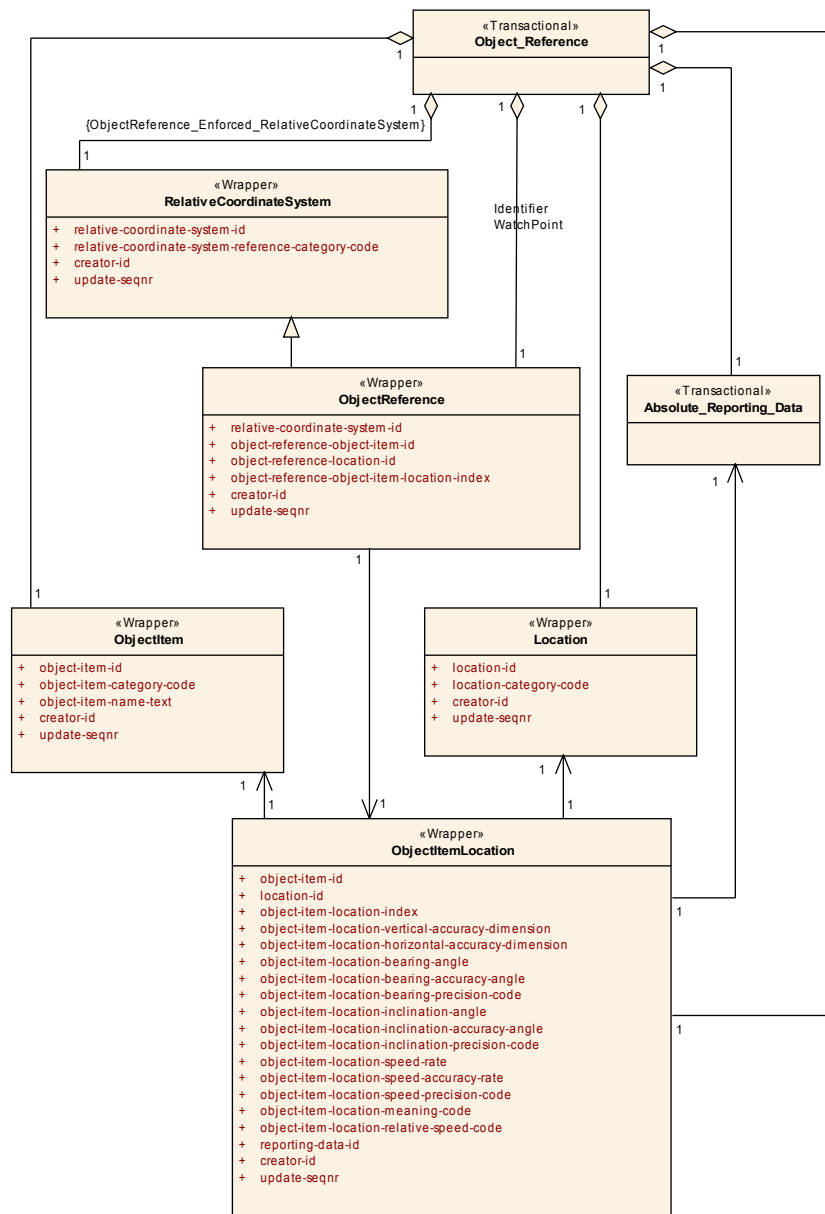 «Transactional»
Object_Reference
1
1
1
1
1
1
{ObjectReference_Enforced_RelativeCoordinateSystem}
1
«Wrapper»
RelativeCoordinateSystem
+ relative-coordinate-system-id
+ relative-coordinate-system-reference-category-code
+ creator-id
+ update-seqnr
Identifier
WatchPoint
1
1
«Wrapper»
ObjectReference
+ relative-coordinate-system-id
+ object-reference-object-item-id
+ object-reference-location-id
+ object-reference-object-item-location-index
+ creator-id
+ update-seqnr
«Transactional»
Absolute_Reporting_Data
1
1
1
1
«Wrapper»
ObjectItem
+ object-item-id
+ object-item-category-code
+ object-item-name-text
+ creator-id
+ update-seqnr
«Wrapper»
Location
+ location-id
+ location-category-code
+ creator-id
+ update-seqnr
1
1
1
1
1
«Wrapper»
ObjectItemLocation
+ object-item-id
+ location-id
+ object-item-location-index
+ object-item-location-vertical-accuracy-dimension
+ object-item-location-horizontal-accuracy-dimension
+ object-item-location-bearing-angle
+ object-item-location-bearing-accuracy-angle
+ object-item-location-bearing-precision-code
+ object-item-location-inclination-angle
+ object-item-location-inclination-accuracy-angle
+ object-item-location-inclination-precision-code
+ object-item-location-speed-rate
+ object-item-location-speed-accuracy-rate
+ object-item-location-speed-precision-code
+ object-item-location-meaning-code
+ object-item-location-relative-speed-code
+ reporting-data-id
+ creator-id
+ update-seqnr
1
1